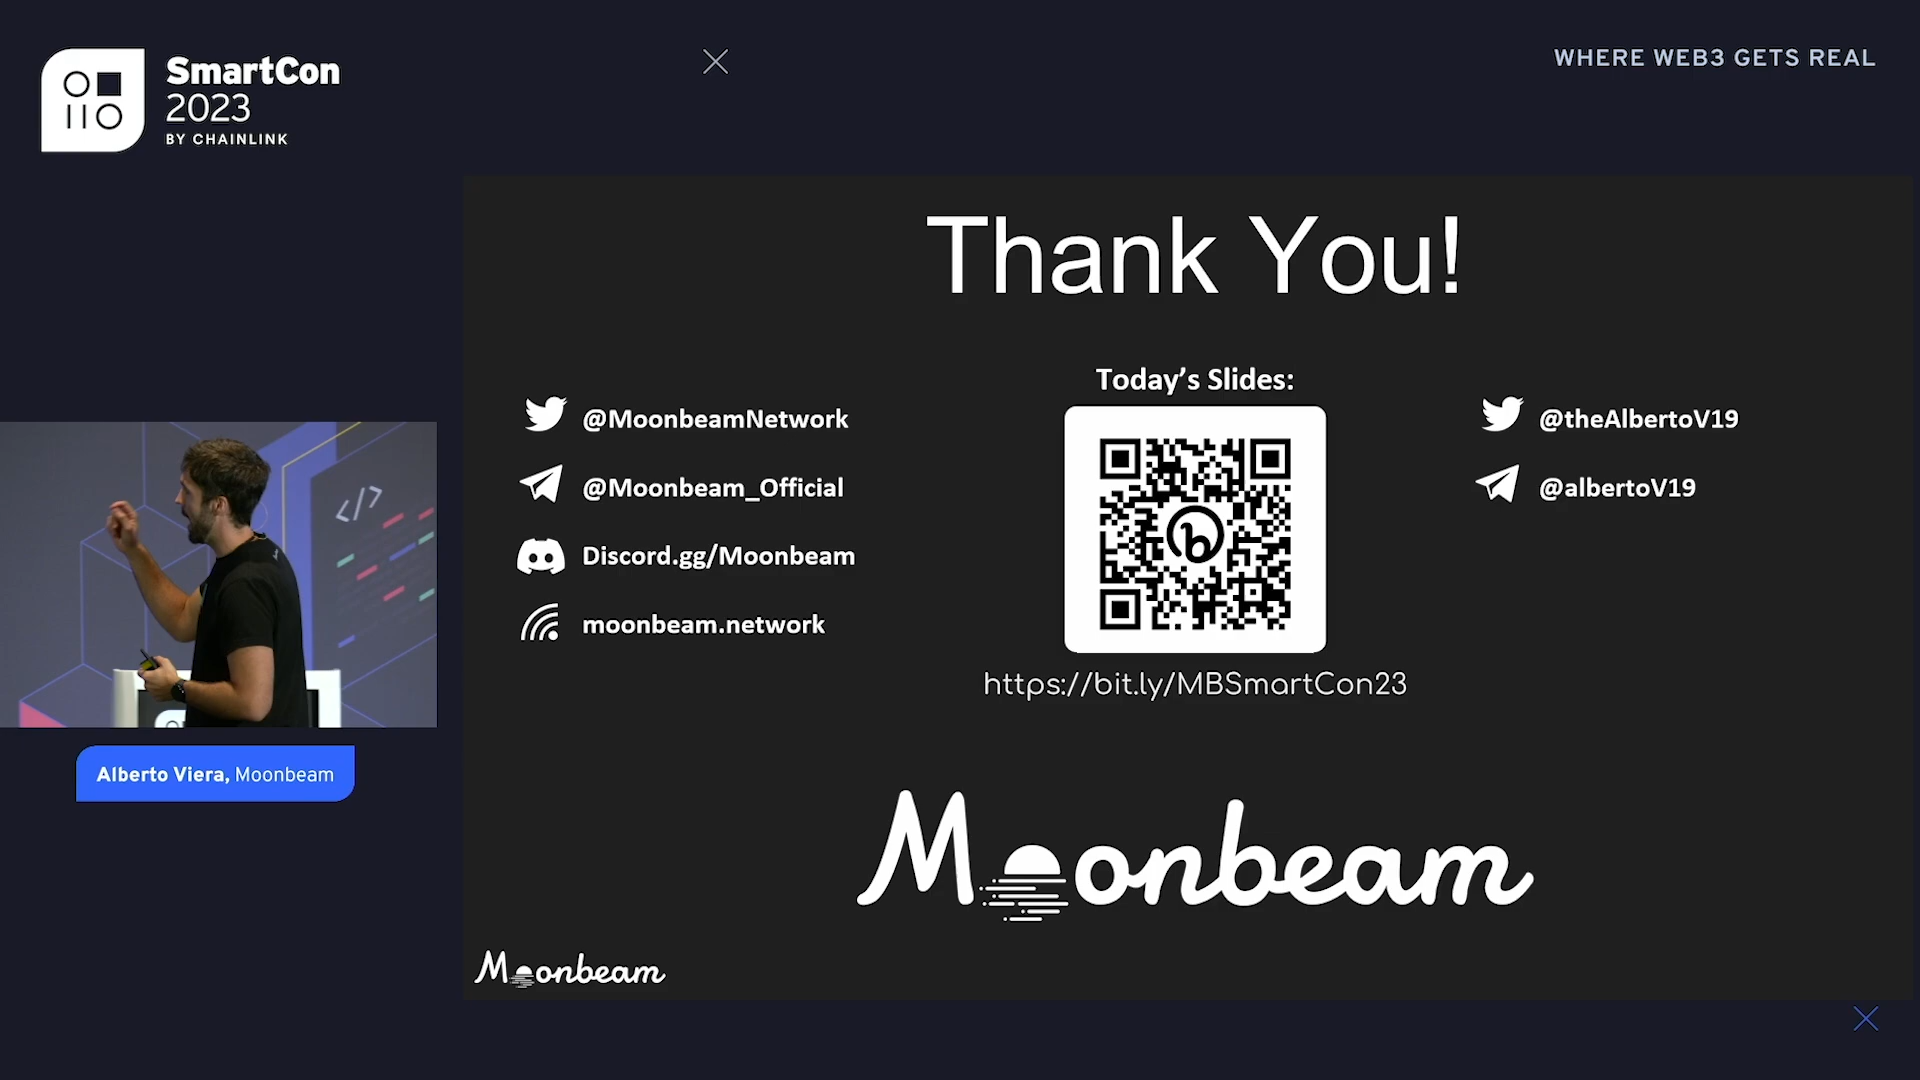 SmartCon
2023
BY CHAINLINK
WHERE WEB3 GETS REAL
Thank You!
@MoonbeamNetwork
@Moonbeam_Official
Discord.gg/Moonbeam
moonbeam.network
Today's Slides:
b
https://bit.ly/MBSmartCon23
@theAlbertoV19
@albertoV19
</>
Alberto Viera, Moonbeam
Moonbeam
Moonbeam